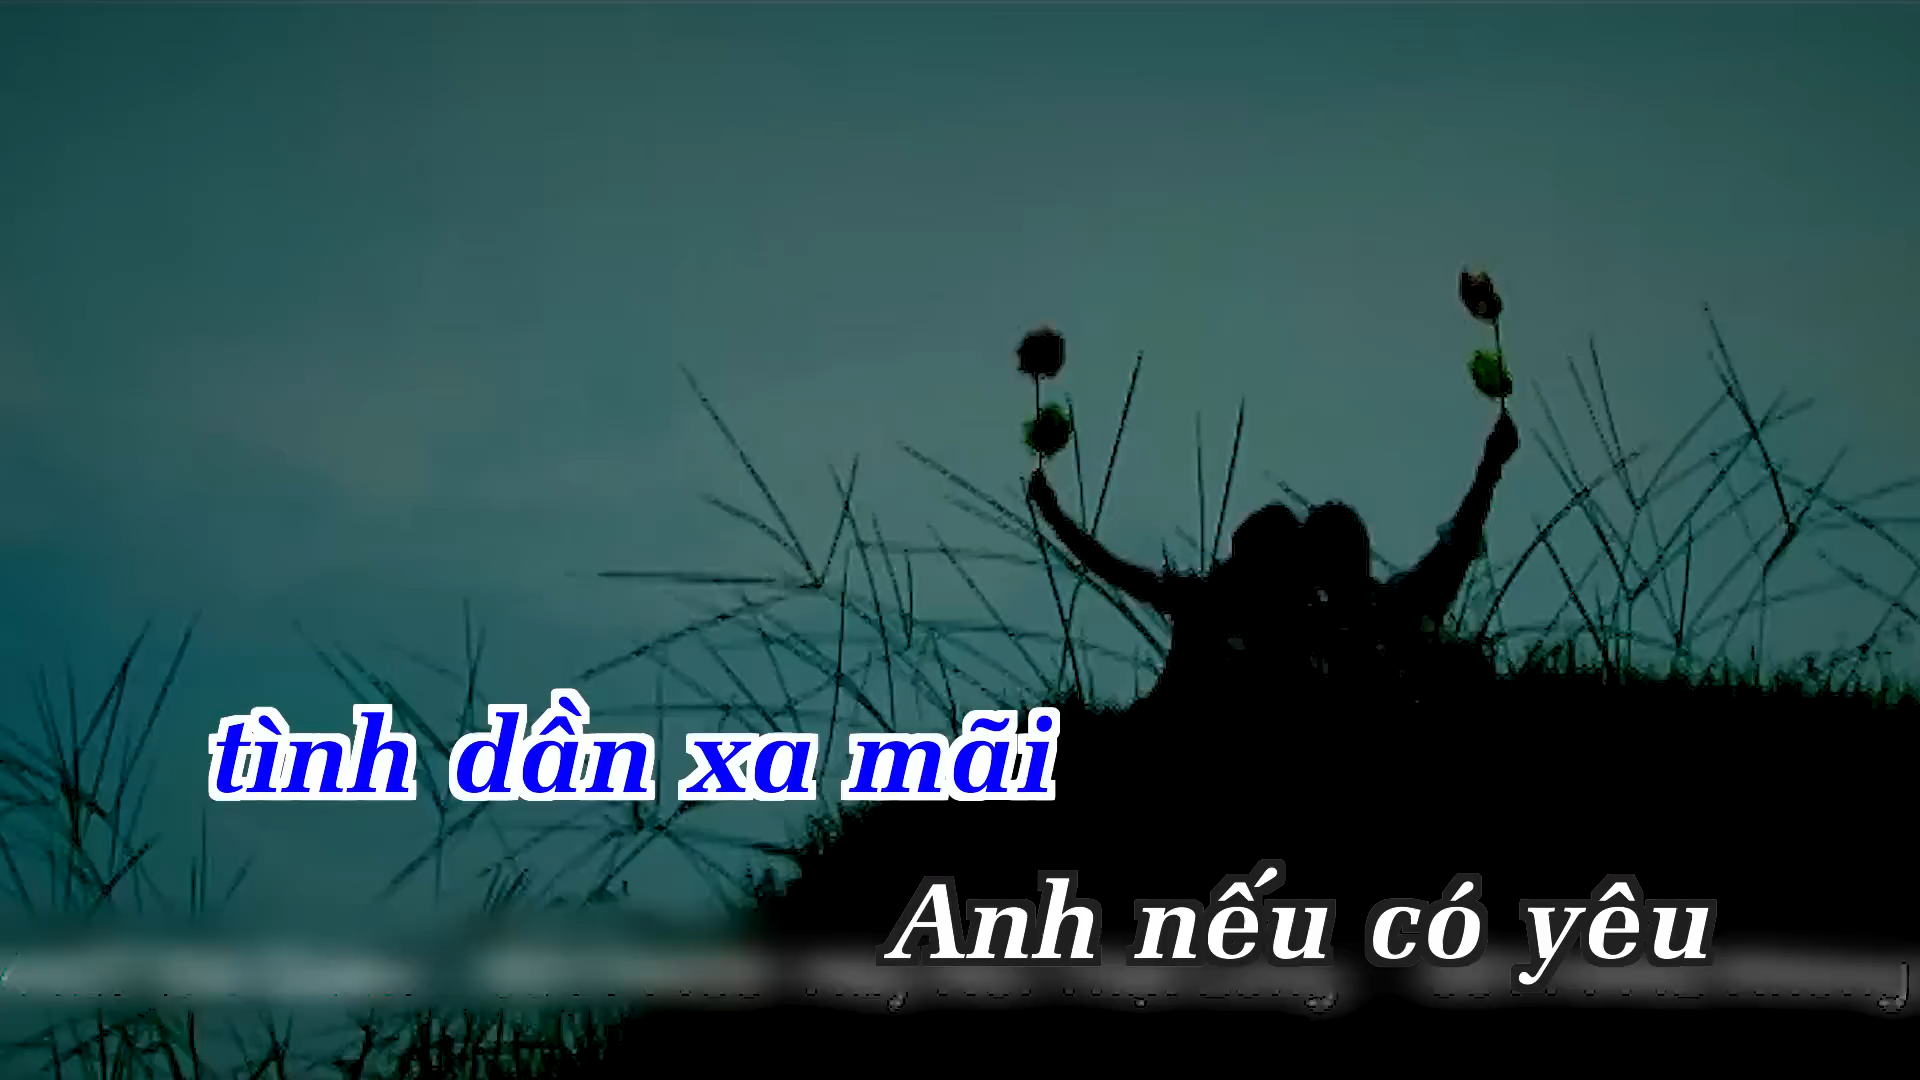 tình dần xa mãi
Anh nếu có yêu